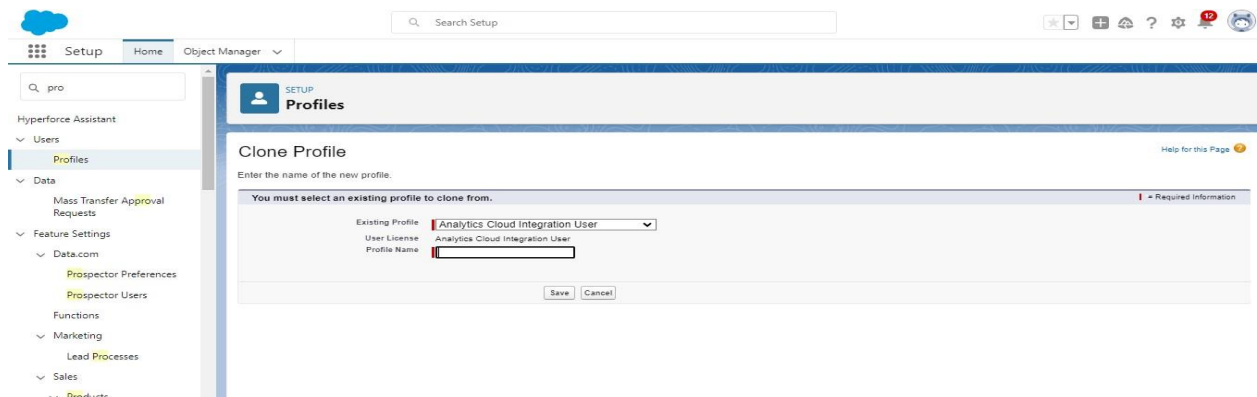 Search Setup
12
Setup Home Object Manager
pro
SETUP
Profiles
Hyperforce Assistant
Users
Profiles
Data
Mass Transfer Approval
Requests
Feature Settings
Data.com
Prospector Preferences
Prospector Users
Functions
Marketing
Lead Processes
Sales
Products
Clone Profile
Help for this Page
Enter the name of the new profile.
You must select an existing profile to clone from.
= Required Information
Existing Profile Analytics Cloud Integration User
User License Analytics Cloud Integration User
Profile Name
Save Cancel